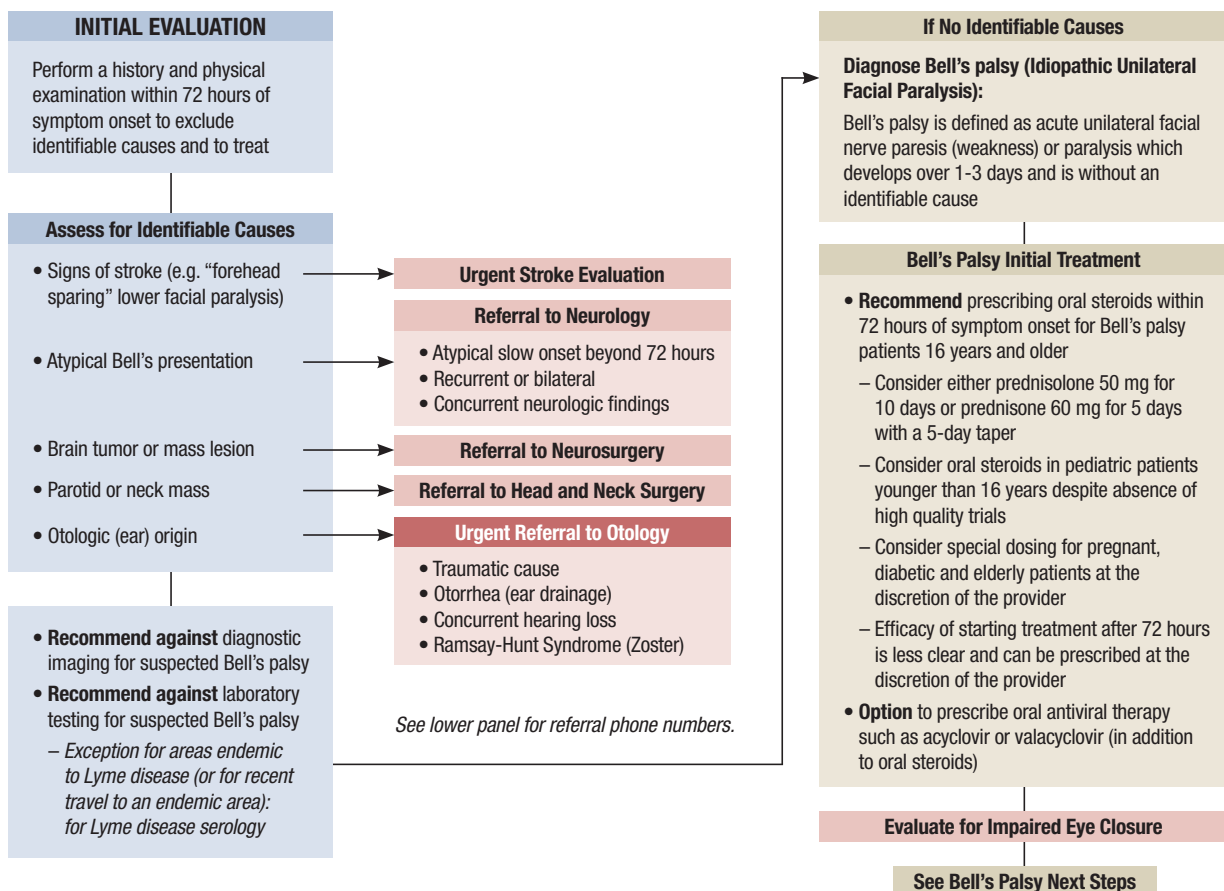 INITIAL EVALUATION
Perform a history and physical
examination within 72 hours of
symptom onset to exclude
identifiable causes and to treat
Assess for Identifiable Causes
• Signs of stroke (e.g. “forehead
sparing” lower facial paralysis)
• Atypical Bell’s presentation
• Brain tumor or mass lesion
• Parotid or neck mass
• Otologic (ear) origin
• Recommend against diagnostic
imaging for suspected Bell’s palsy
• Recommend against laboratory
testing for suspected Bell’s palsy
– Exception for areas endemic
to Lyme disease (or for recent
travel to an endemic area):
for Lyme disease serology
Urgent Stroke Evaluation
Referral to Neurology
• Atypical slow onset beyond 72 hours
• Recurrent or bilateral
• Concurrent neurologic findings
Referral to Neurosurgery
Referral to Head and Neck Surgery
Urgent Referral to Otology
• Traumatic cause
• Otorrhea (ear drainage)
• Concurrent hearing loss
• Ramsay-Hunt Syndrome (Zoster)
See lower panel for referral phone numbers.
If No Identifiable Causes
Diagnose Bell’s palsy (Idiopathic Unilateral
Facial Paralysis):
Bell’s palsy is defined as acute unilateral facial
nerve paresis (weakness) or paralysis which
develops over 1-3 days and is without an
identifiable cause
Bell’s Palsy Initial Treatment
• Recommend prescribing oral steroids within
72 hours of symptom onset for Bell’s palsy
patients 16 years and older
– Consider either prednisolone 50 mg for
10 days or prednisone 60 mg for 5 days
with a 5-day taper
– Consider oral steroids in pediatric patients
younger than 16 years despite absence of
high quality trials
– Consider special dosing for pregnant,
diabetic and elderly patients at the
discretion of the provider
– Efficacy of starting treatment after 72 hours
is less clear and can be prescribed at the
discretion of the provider
• Option to prescribe oral antiviral therapy
such as acyclovir or valacyclovir (in addition
to oral steroids)
Evaluate for Impaired Eye Closure
See Bell’s Palsy Next Steps